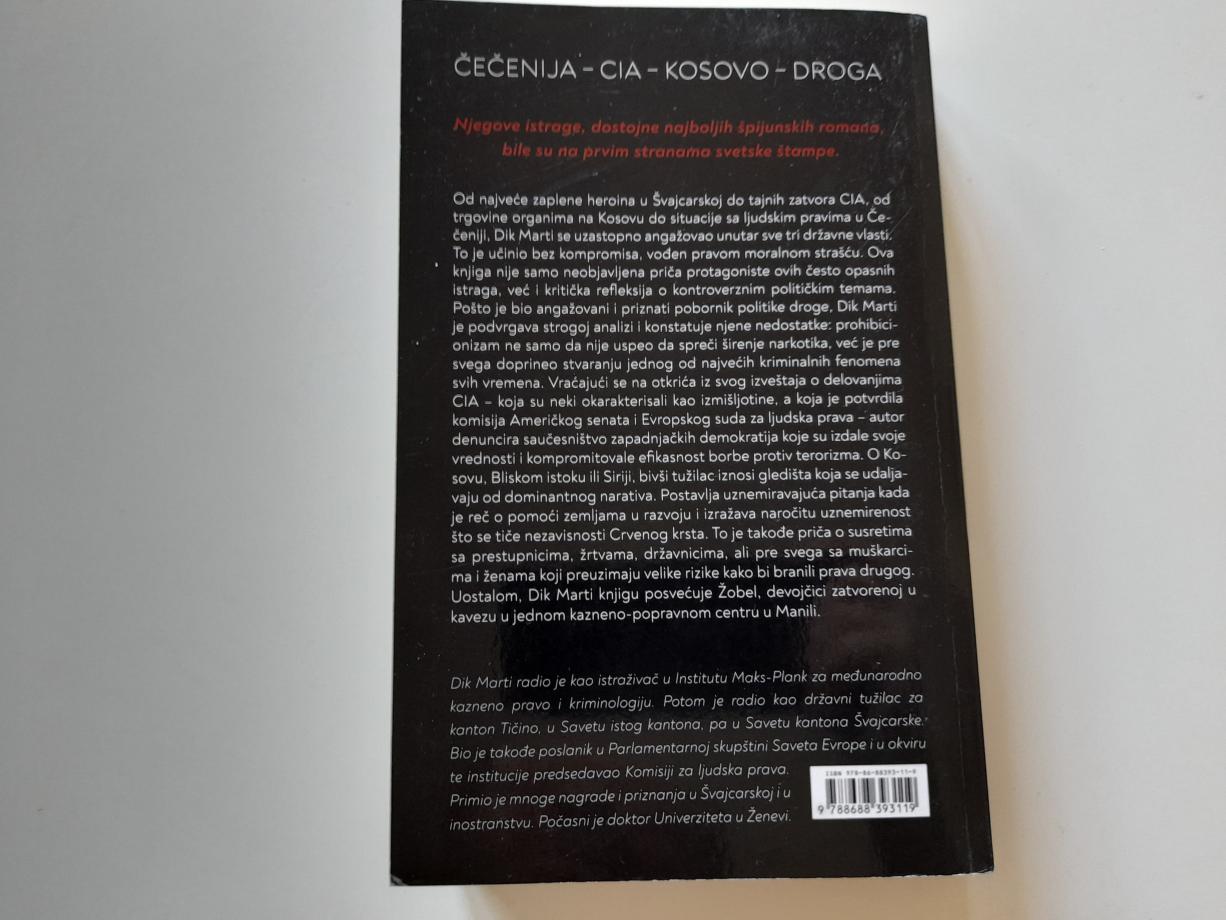 ČEČENIJA – CIA – KOSOVO – DROGA
Njegove istrage, dostojne najboljih špijunskih romana,
bile su na prvim stranama svetske štampe.
Od najveće zaplene heroina u Švajcarskoj do tajnih zatvora CIA, od
trgovine organima na Kosovu do situacije sa ljudskim pravima u Če-
čeniji, Dik Marti se uzastopno angažovao unutar sve tri državne vlasti.
To je učinio bez kompromisa, vođen pravom moralnom strašću. Ova
knjiga nije samo neobjavljena priča protagoniste ovih često opasnih
istraga, već i kritička refleksija o kontroverznim političkim temama.
Pošto je bio angažovani i priznati pobornik politike droge, Dik Marti
je podvrgava strogoj analizi i konstatuje njene nedostatke: prohibici-
onizam ne samo da nije uspeo da spreči širenje narkotika, već je pre
svega doprineo stvaranju jednog od najvećih kriminalnih fenomena
svih vremena. Vraćajući se na otkrića iz svog izveštaja o delovanjima
CIA – koja su neki okarakterisali kao izmišljotine, a koja je potvrdila
komisija Američkog senata i Evropskog suda za ljudska prava – autor
denuncira saučesništvo zapadnjačkih demokratija koje su izdale svoje
vrednosti i kompromitovale efikasnost borbe protiv terorizma. O Ko-
sovu, Bliskom istoku ili Siriji, bivši tužilac iznosi gledišta koja se udalja-
vaju od dominantnog narativa. Postavlja uznemiravajuća pitanja kada
je reč o pomoći zemljama u razvoju i izražava naročitu uznemirenost
što se tiče nezavisnosti Crvenog krsta. To je takođe priča o susretima
sa prestupnicima, žrtvama, državnicima, ali pre svega sa muškarci-
ma i ženama koji preuzimaju velike rizike kako bi branili prava drugog.
Uostalom, Dik Marti knjigu posvećuje Žobel, devojčici zatvorenoj u
kavezu u jednom kazneno-popravnom centru u Manili.
Dik Marti radio je kao istraživač u Institutu Maks-Plank za međunarodno
kazneno pravo i kriminologiju. Potom je radio kao državni tužilac za
kanton Tičino, u Savetu istog kantona, pa u Savetu kantona Švajcarske.
Bio je takođe poslanik u Parlamentarnoj skupštini Saveta Evrope i u okviru
te institucije predsedavao Komisiji za ljudska prava.
Primio je mnoge nagrade i priznanja u Švajcarskoj i u
inostranstvu. Počasni je doktor Univerziteta u Ženevi.
ISBN 978-86-88393-11-9
9 788688 393119